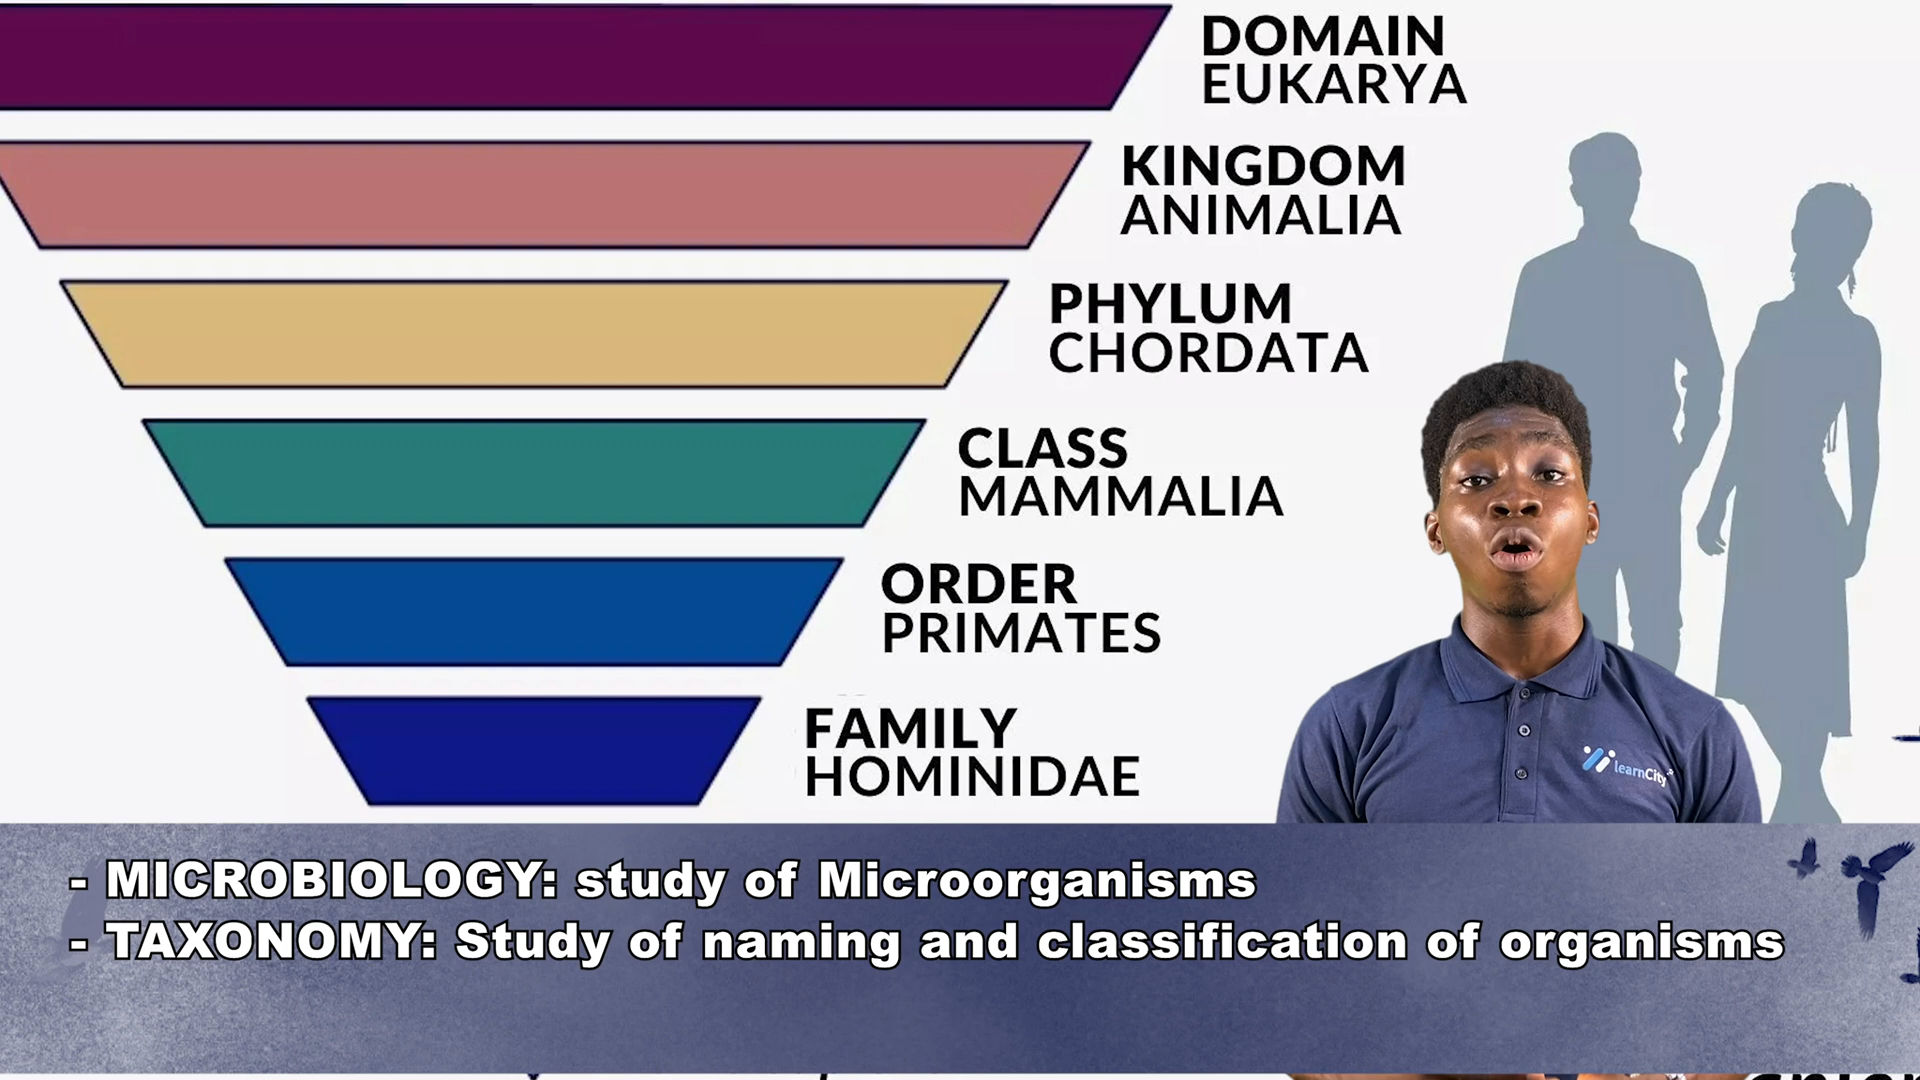 DOMAIN
EUKARYA
KINGDOM
ANIMALIA
PHYLUM
CHORDATA
CLASS
MAMMALIA
ORDER
PRIMATES
FAMILY
HOMINIDAE
learnCity
- MICROBIOLOGY: study of Microorganisms
- TAXONOMY: Study of naming and classification of organisms